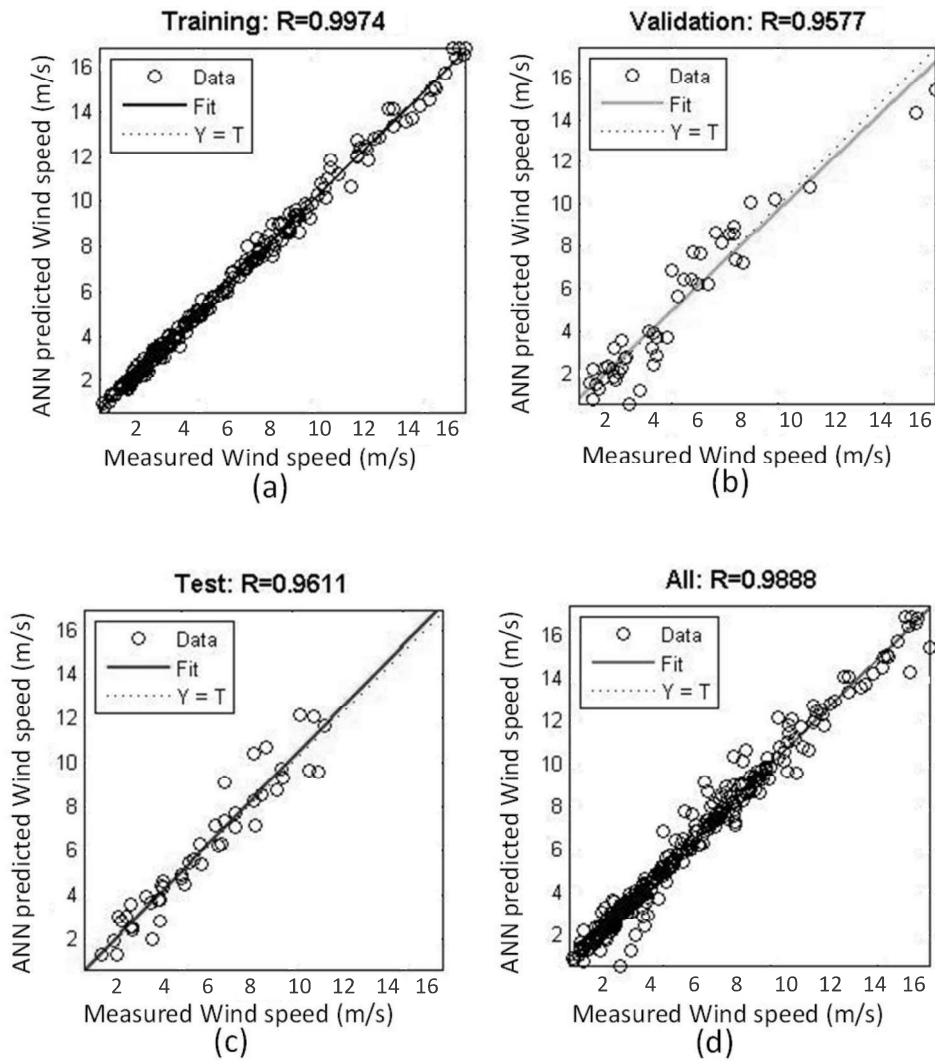 Training: R=0.9974
ANN predicted Wind speed (m/s)
16
14
12
10
8
6
4
2
Data
Fit
Y = T
2 4 6 8 10 12 14 16
Measured Wind speed (m/s)
(a)
Validation: R=0.9577
ANN predicted Wind speed (m/s)
16
14
12
10
8
6
4
2
Data
Fit
Y = T
2 4 6 8 10 12 14 16
Measured Wind speed (m/s)
(b)
Test: R=0.9611
ANN predicted Wind speed (m/s)
16
14
12
10
8
6
4
2
Data
Fit
Y = T
2 4 6 8 10 12 14 16
Measured Wind speed (m/s)
(c)
All: R=0.9888
ANN predicted Wind speed (m/s)
16
14
12
10
8
6
4
2
Data
Fit
Y = T
2 4 6 8 10 12 14 16
Measured Wind speed (m/s)
(d)